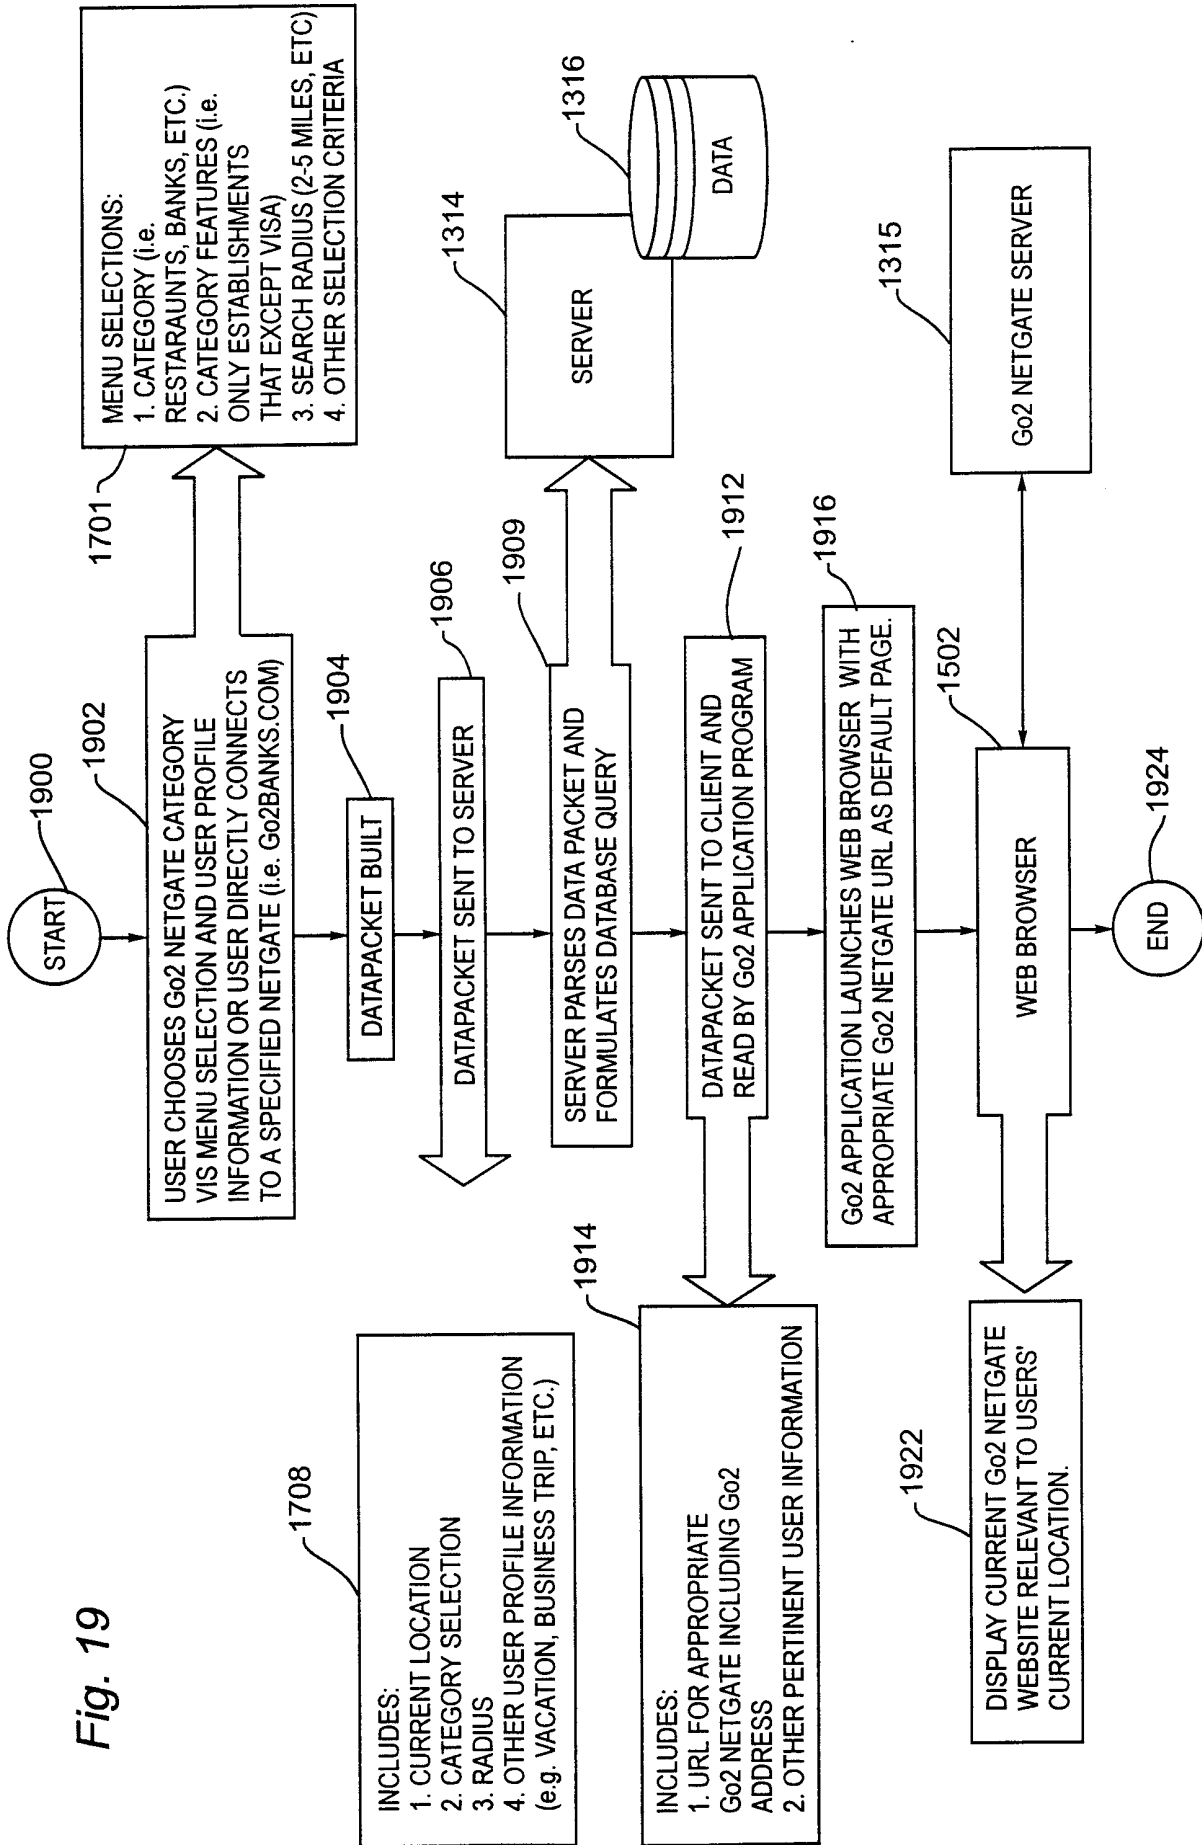 Fig. 19
START
1900
1902
USER CHOOSES Go2 NETGATE CATEGORY
VIS MENU SELECTION AND USER PROFILE
INFORMATION OR USER DIRECTLY CONNECTS
TO A SPECIFIED NETGATE (i.e. Go2BANKS.COM)
1701
MENU SELECTIONS:
1. CATEGORY (i.e.
RESTARAUNTS, BANKS, ETC.)
2. CATEGORY FEATURES (i.e.
ONLY ESTABLISHMENTS
THAT EXCEPT VISA)
3. SEARCH RADIUS (2-5 MILES, ETC)
4. OTHER SELECTION CRITERIA
DATAPACKET BUILT
1904
1708
INCLUDES:
1. CURRENT LOCATION
2. CATEGORY SELECTION
3. RADIUS
4. OTHER USER PROFILE INFORMATION
(e.g. VACATION, BUSINESS TRIP, ETC.)
DATAPACKET SENT TO SERVER
1906
SERVER PARSES DATA PACKET AND
FORMULATES DATABASE QUERY
1909
SERVER
1314
DATA
1316
1914
INCLUDES:
1. URL FOR APPROPRIATE
Go2 NETGATE INCLUDING Go2
ADDRESS
2. OTHER PERTINENT USER INFORMATION
DATAPACKET SENT TO CLIENT AND
READ BY Go2 APPLICATION PROGRAM
1912
Go2 APPLICATION LAUNCHES WEB BROWSER WITH
APPROPRIATE Go2 NETGATE URL AS DEFAULT PAGE.
1916
1922
DISPLAY CURRENT Go2 NETGATE
WEBSITE RELEVANT TO USERS'
CURRENT LOCATION.
WEB BROWSER
1502
Go2 NETGATE SERVER
1315
END
1924